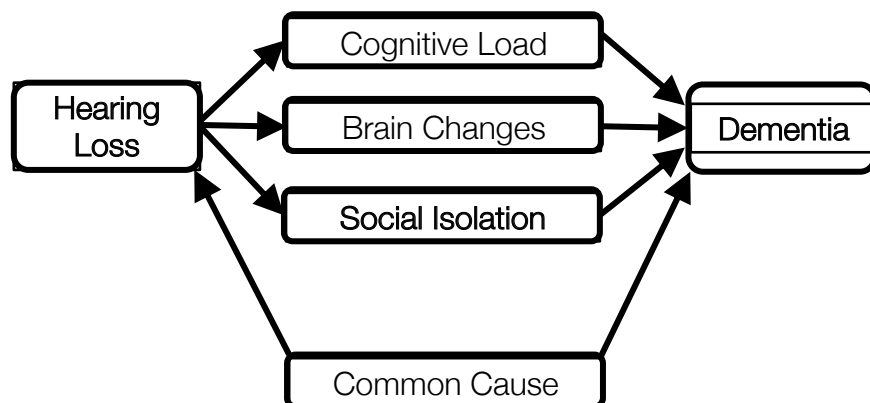 Cognitive Load
Hearing
Loss
Brain Changes
Dementia
Social Isolation
Common Cause